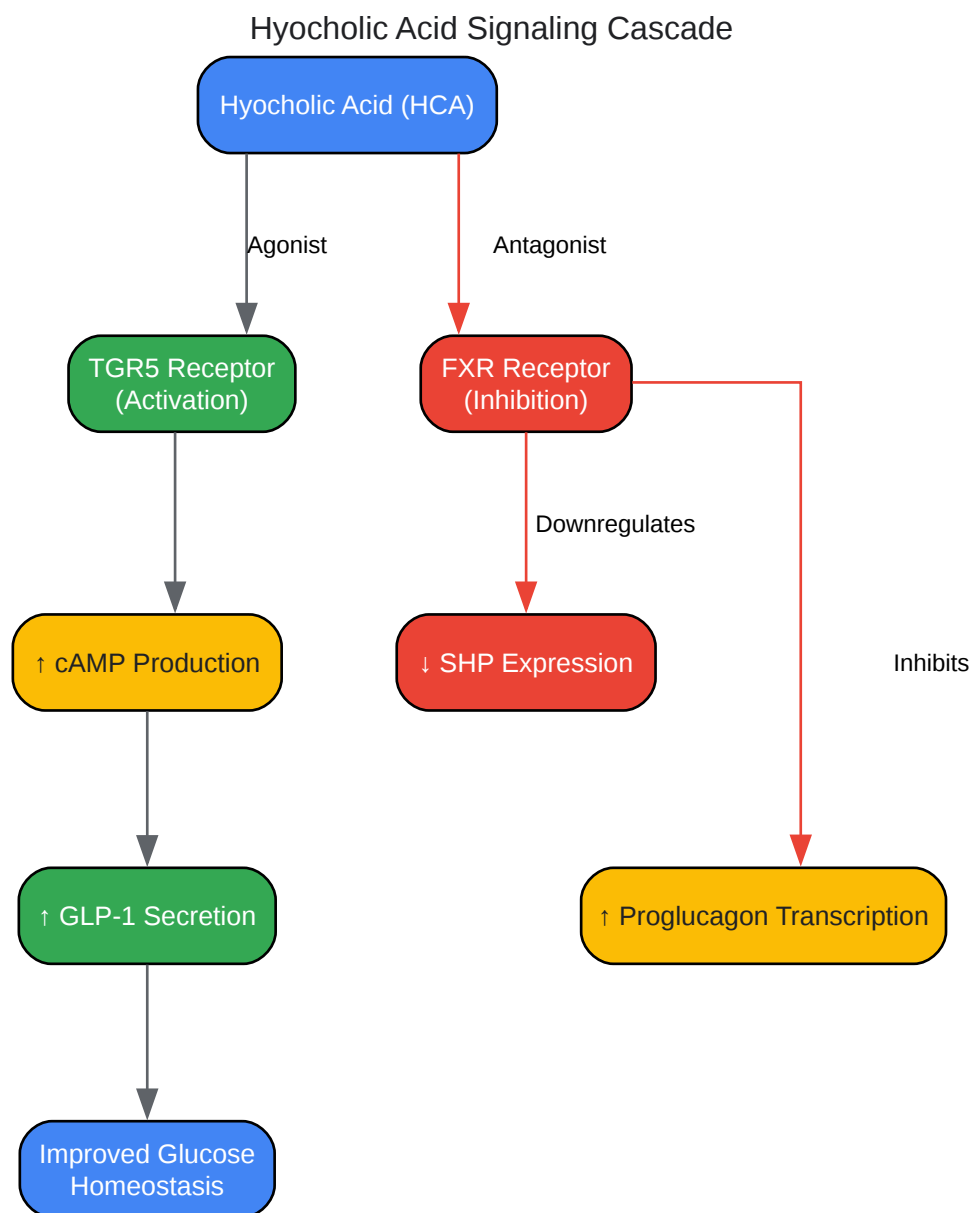 Hyocholic Acid Signaling Cascade
Hyocholic Acid (HCA)
Agonist
Antagonist
TGR5 Receptor
(Activation)
FXR Receptor
(Inhibition)
Downregulates
↑ cAMP Production
↓ SHP Expression
Inhibits
↑ GLP-1 Secretion
↑ Proglucagon Transcription
Improved Glucose
Homeostasis